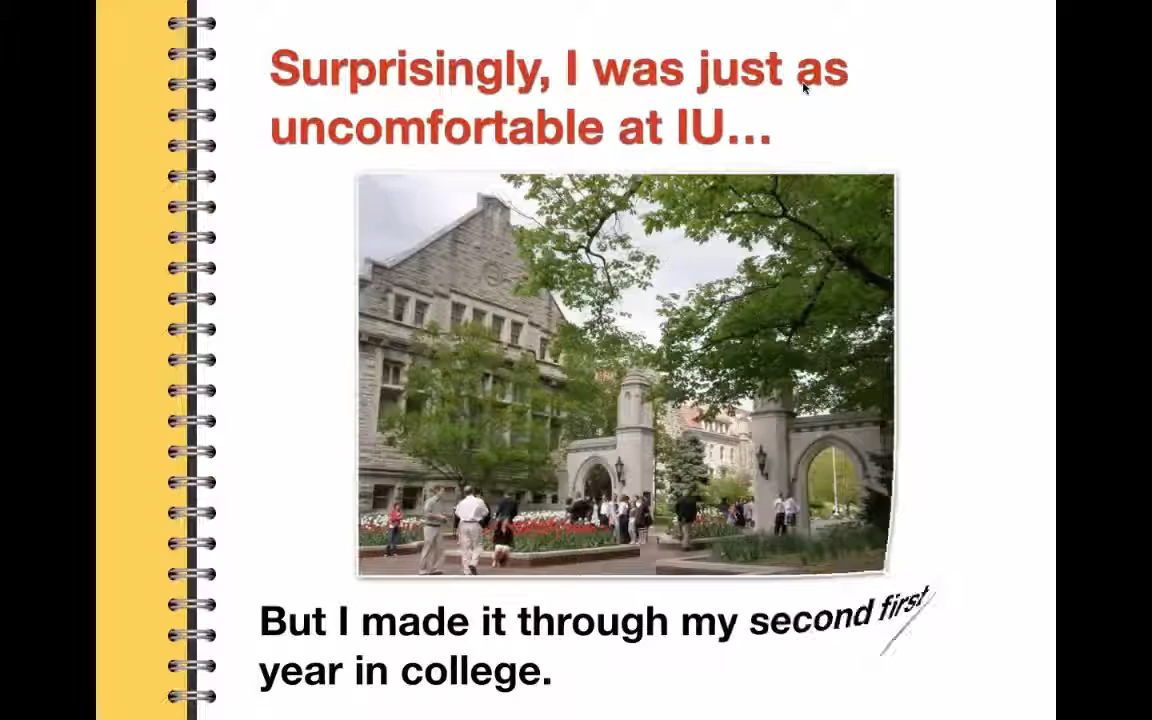 Surprisingly, I was just as
uncomfortable at IU...
But I made it through my second first
year in college.